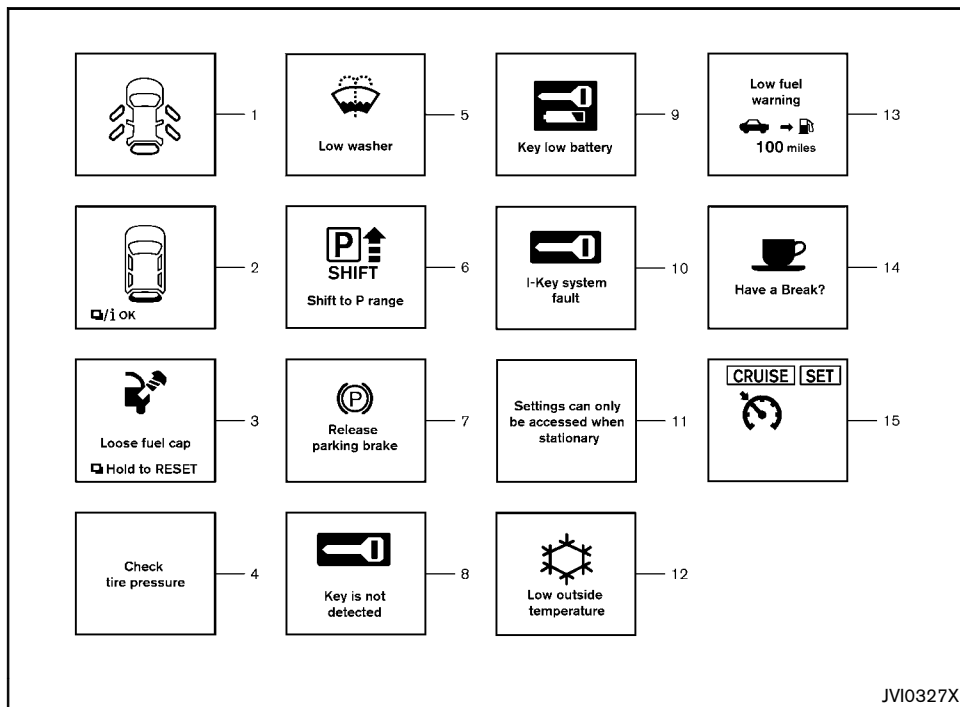 1
Low washer
5
Key low battery
9
Low fuel
warning
100 miles
13
/i OK
2
P
SHIFT
Shift to P range
6
I-Key system
fault
10
Have a Break?
14
Loose fuel cap
Hold to RESET
3
P
Release
parking brake
7
Settings can only
be accessed when
stationary
11
CRUISE SET
15
Check
tire pressure
4
Key is not
detected
8
Low outside
temperature
12
JVI0327X